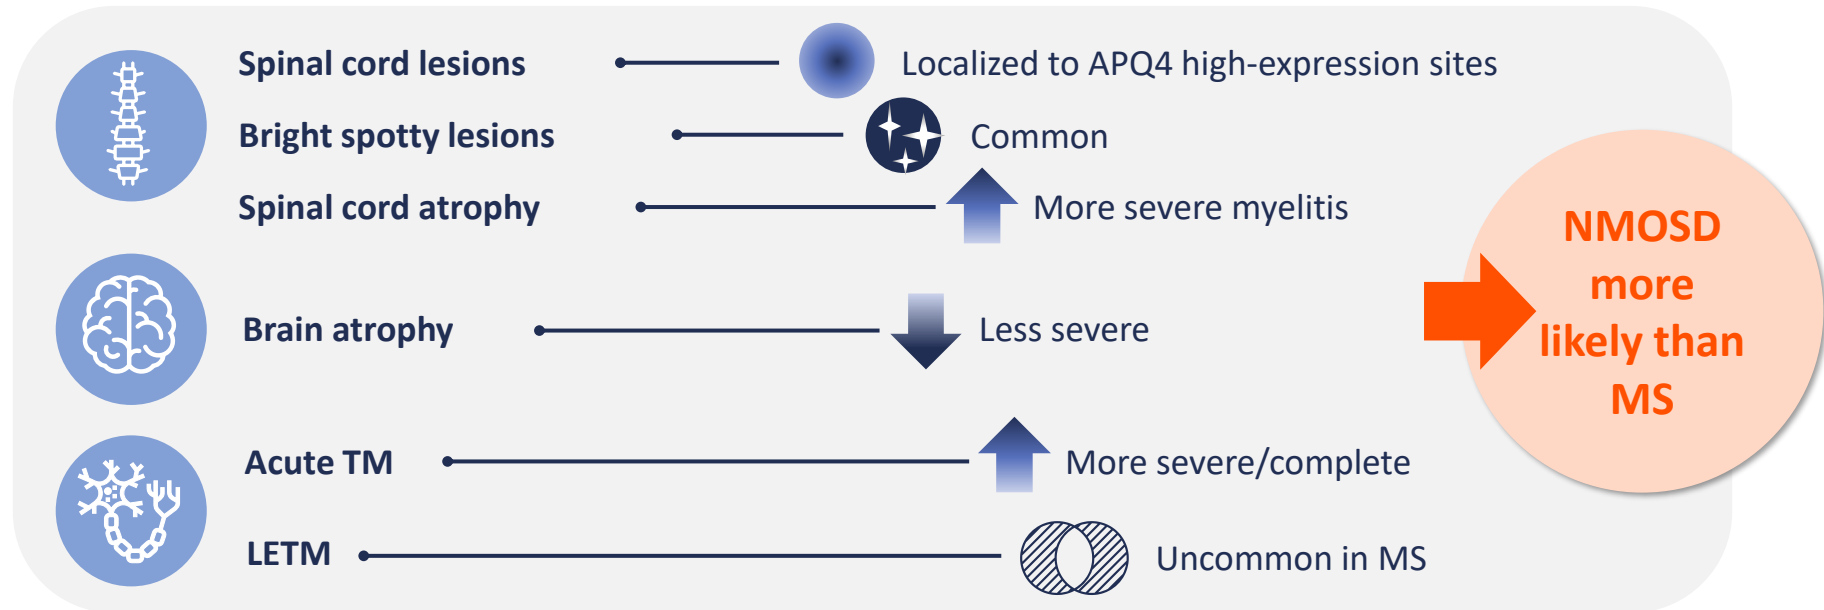 Spinal cord lesions
Localized to APQ4 high-expression sites
Bright spotty lesions
Common
Spinal cord atrophy
More severe myelitis
Brain atrophy
Less severe
Acute TM
More severe/complete
LETM
Uncommon in MS
NMOSD
more
likely than
MS